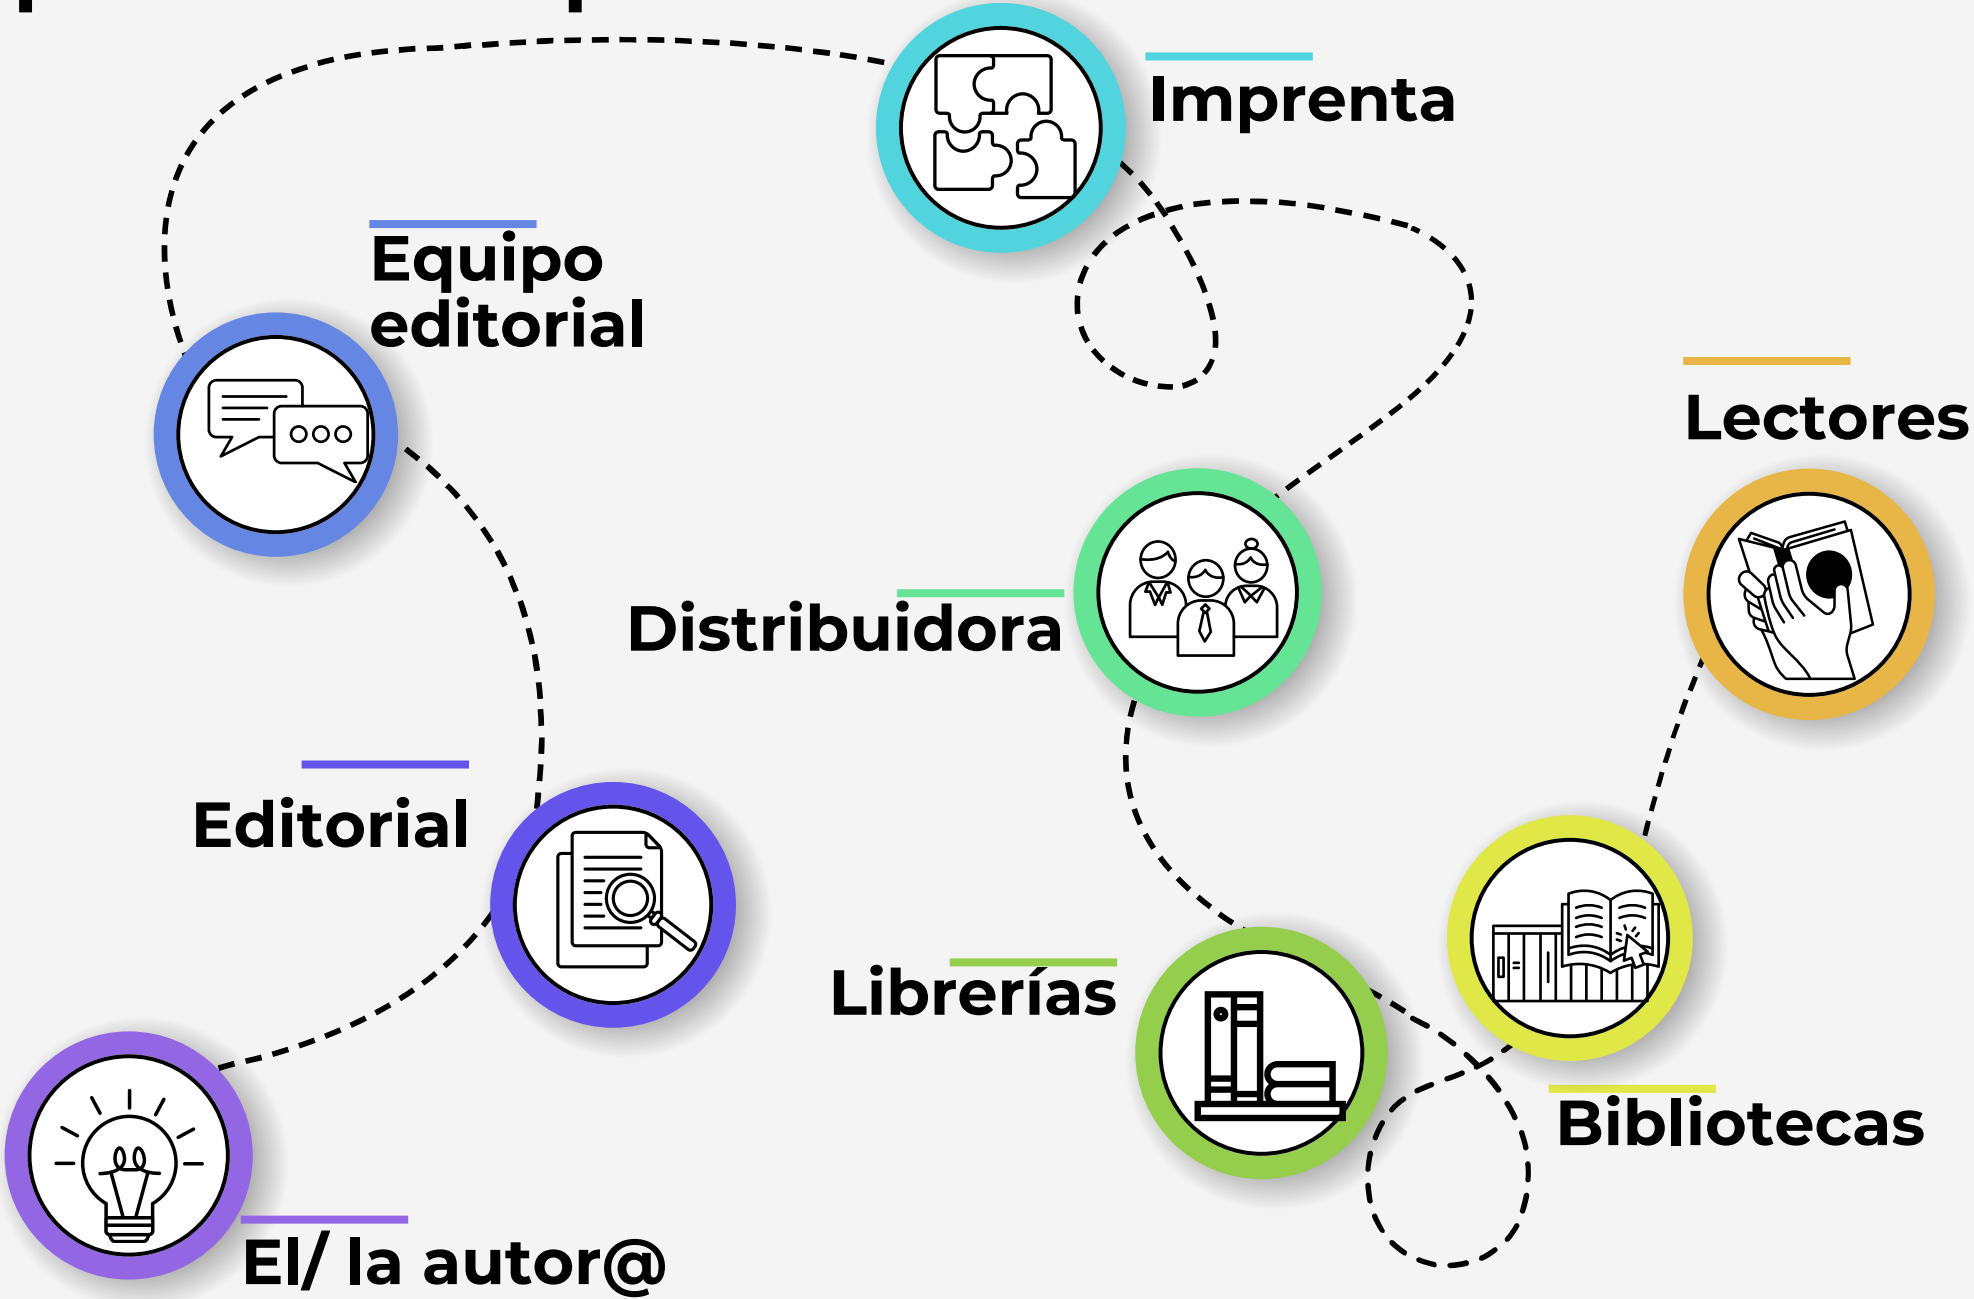 Imprenta
Equipo
editorial
Lectores
Distribuidora
Editorial
Librerías
Bibliotecas
El/ la autor@